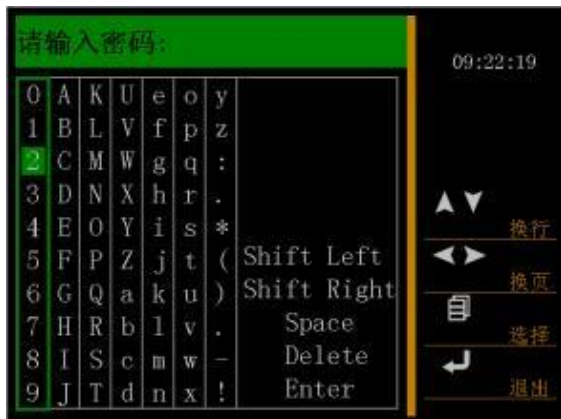 请输入密码:
09:22:19
0 A K U e o y
1 B L V f p z
2 C M W g q :
3 D N X h r .
4 E O Y i s *
5 F P Z j t ( Shift Left
6 G Q a k u ) Shift Right
7 H R b l v . Space
8 I S c m w - Delete
9 J T d n x ! Enter
换行
换页
选择
退出